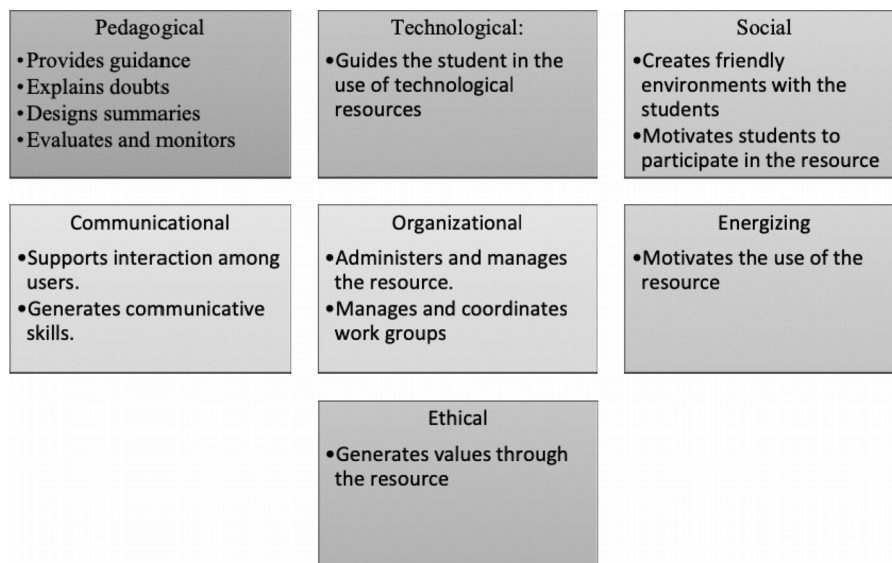 Pedagogical
•Provides guidance
•Explains doubts
•Designs summaries
•Evaluates and monitors
Technological:
•Guides the student in the
use of technological
resources
Social
•Creates friendly
environments with the
students
•Motivates students to
participate in the resource
Communicational
•Supports interaction among
users.
•Generates communicative
skills.
Organizational
•Administers and manages
the resource.
•Manages and coordinates
work groups
Energizing
•Motivates the use of the
resource
Ethical
•Generates values through
the resource